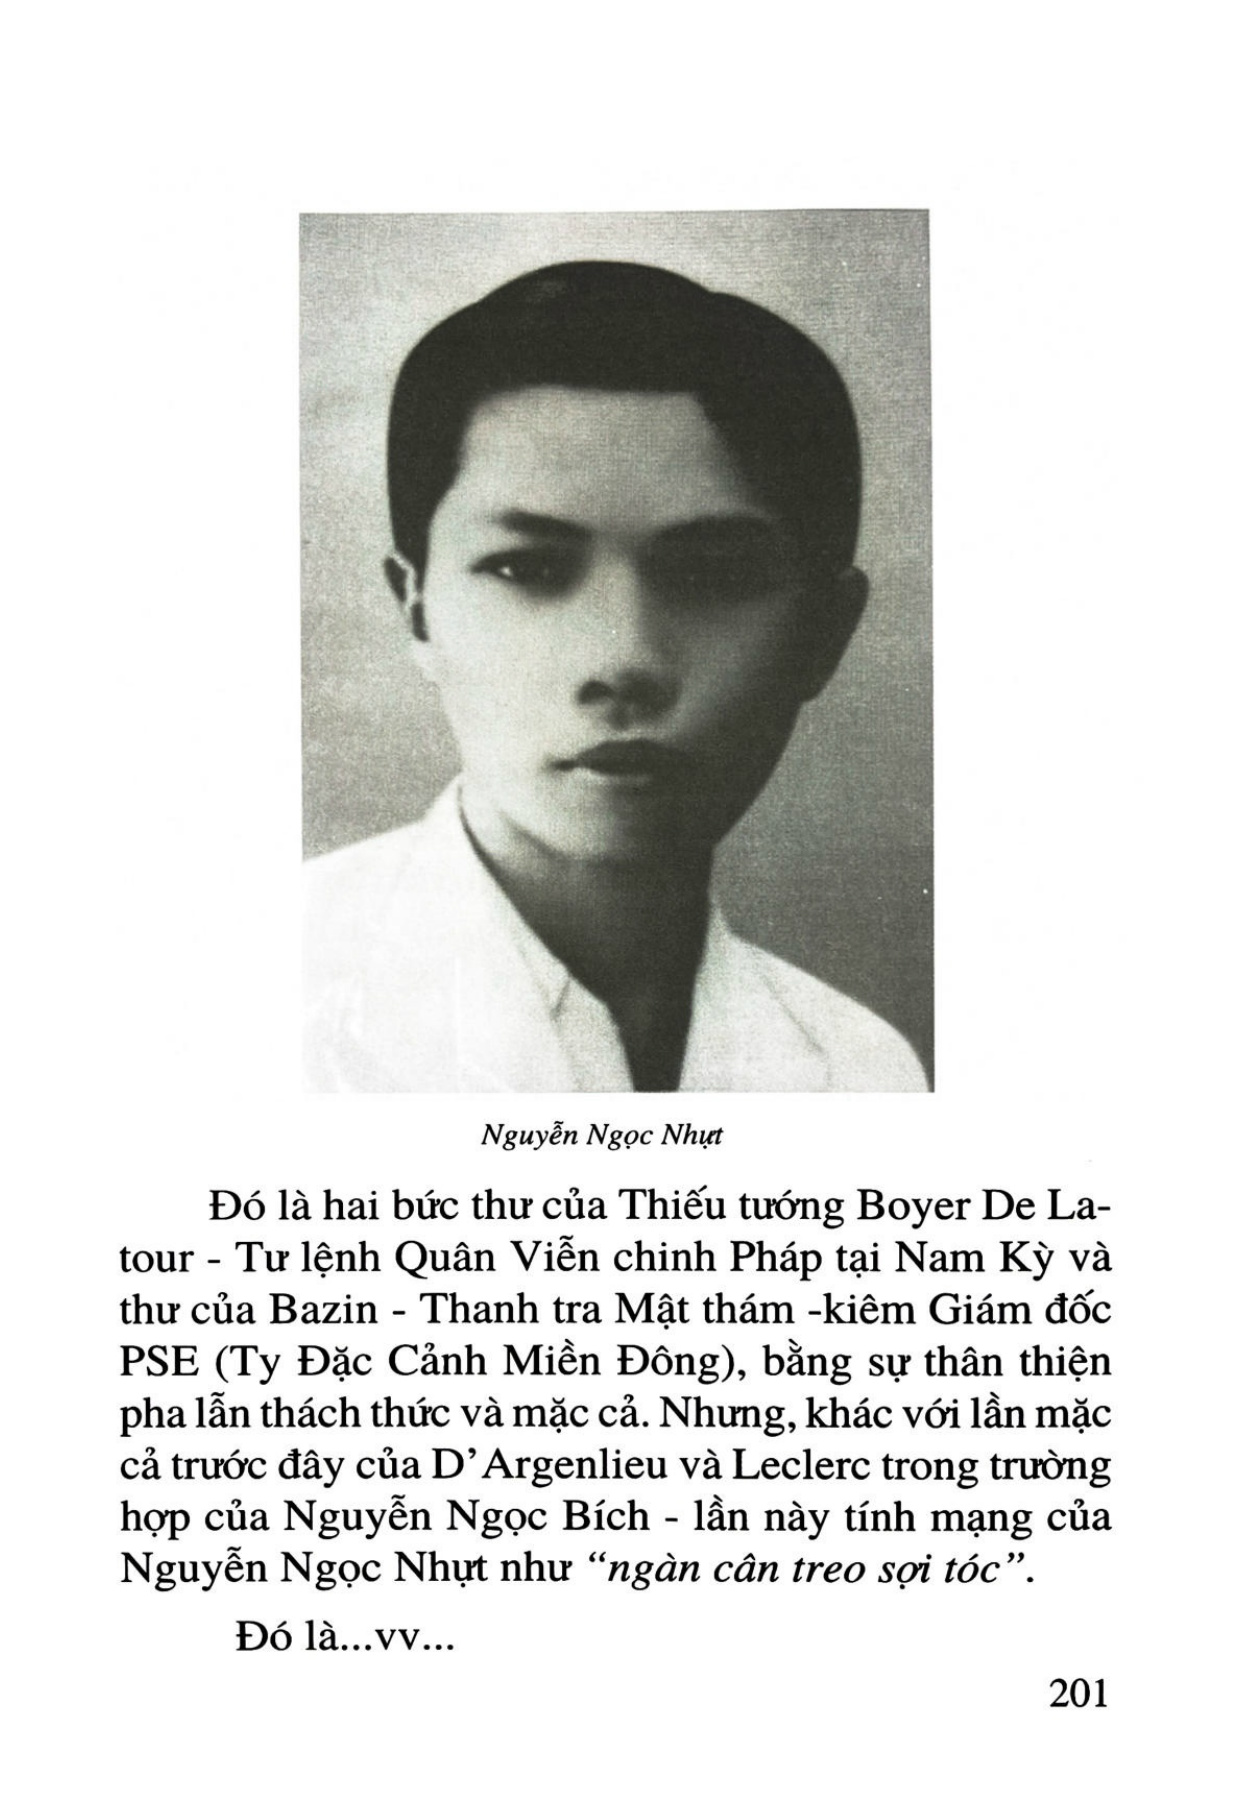 Nguyễn Ngọc Nhựt
Đó là hai bức thư của Thiếu tướng Boyer De La-
tour - Tư lệnh Quân Viễn chinh Pháp tại Nam Kỳ và
thư của Bazin - Thanh tra Mật thám -kiêm Giám đốc
PSE (Ty Đặc Cảnh Miền Đông), bằng sự thân thiện
pha lẫn thách thức và mặc cả. Nhưng, khác với lần mặc
cả trước đây của D’Argenlieu và Leclerc trong trường
hợp của Nguyễn Ngọc Bích - lần này tính mạng của
Nguyễn Ngọc Nhựt như “ngàn cân treo sợi tóc”.
Đó là...vv...
201